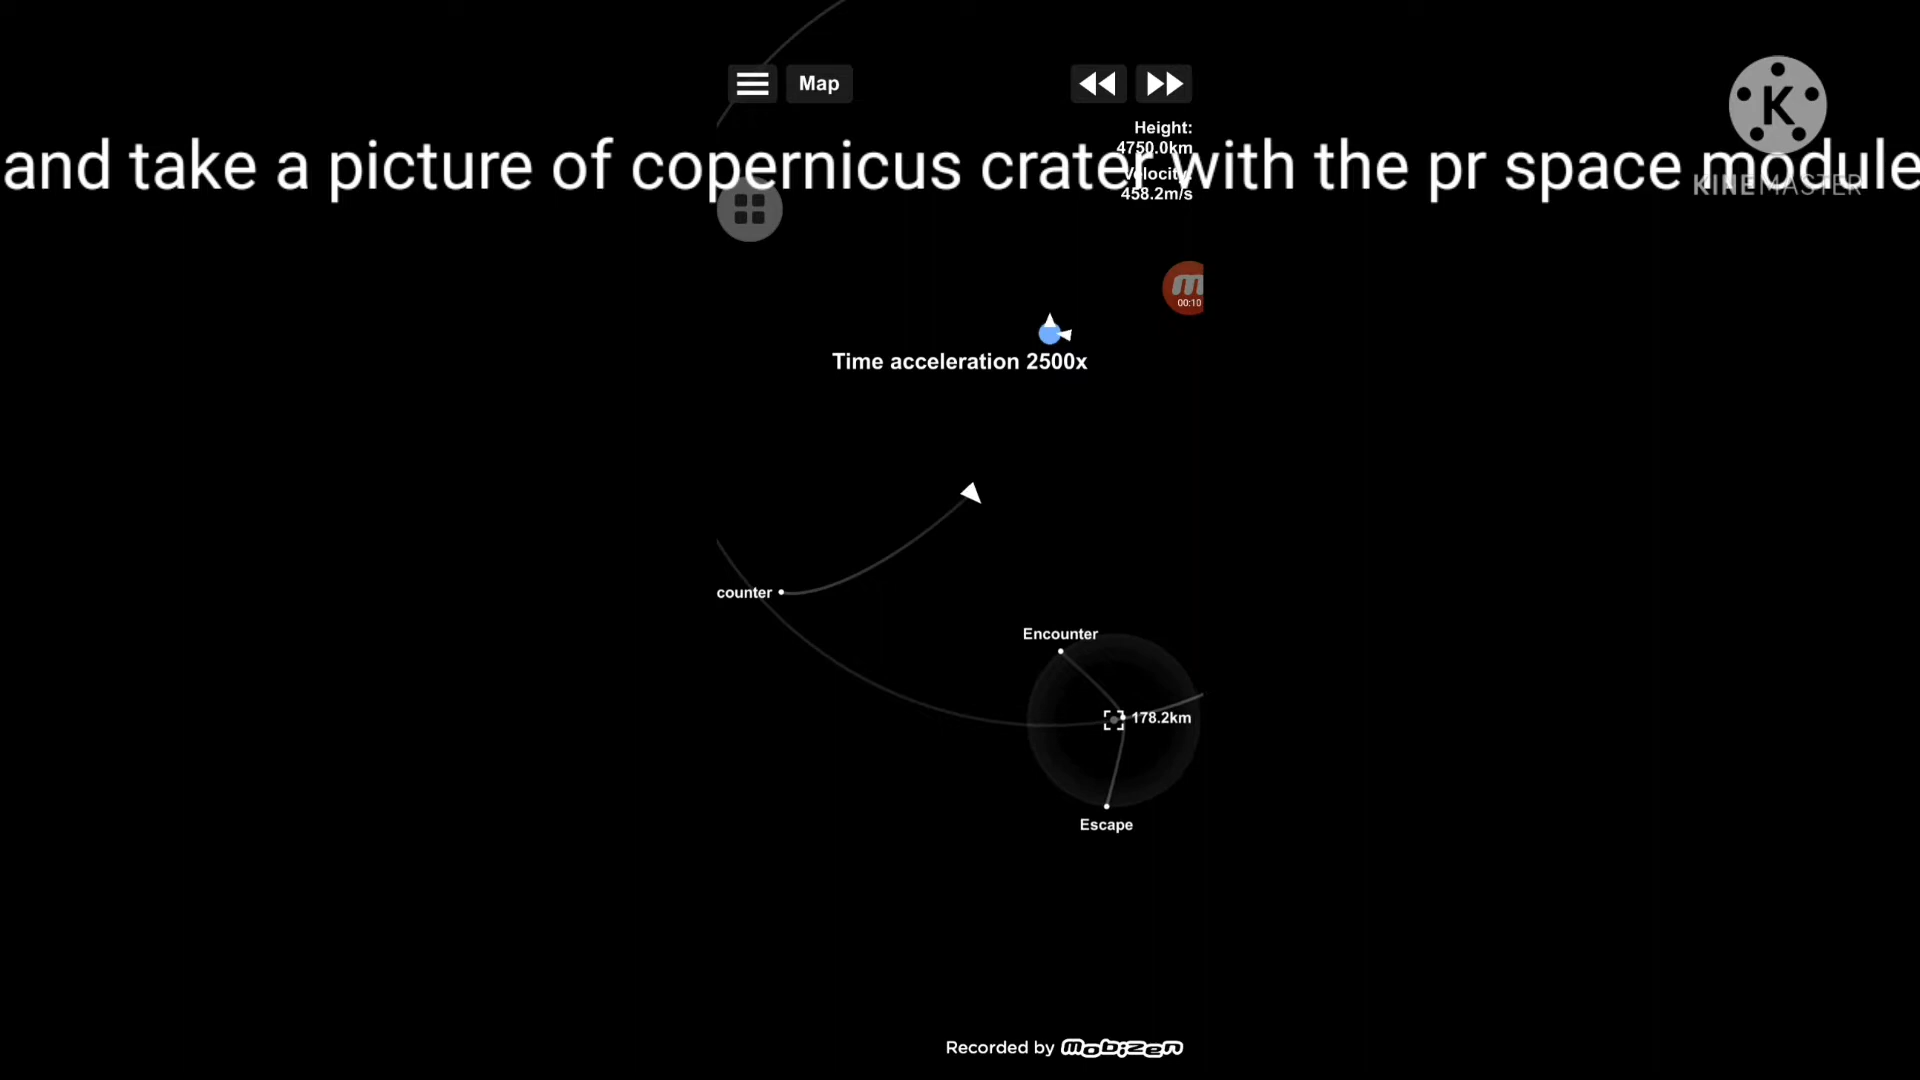 Map
Height:
4750.0km
and take a picture of copernicus crater with the pr space module
Velocity:
458.2m/s
K
KINEMASTER
m
00:10
Time acceleration 2500x
counter
Encounter
178.2km
Escape
Recorded by mobizen